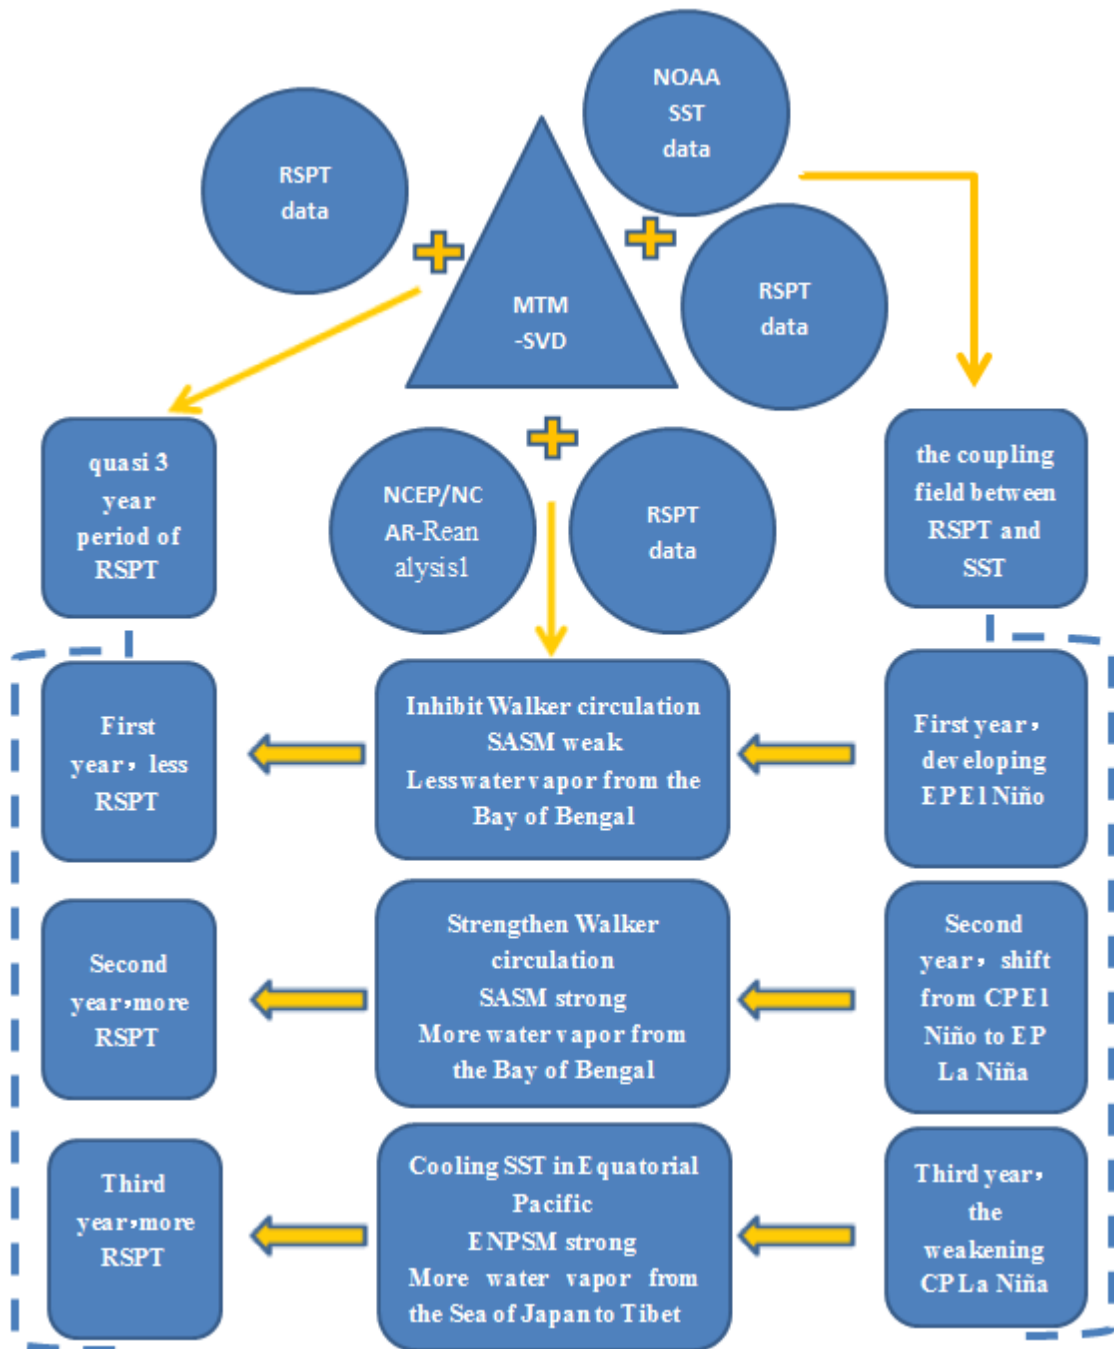 NOAA
SST
data
RSPT
data
RSPT
data
MTM
-SVD
NCEP/NC
AR-Rean
alysis1
RSPT
data
quasi 3
year
period of
RSPT
the coupling
field between
RSPT and
SST
First
year，less
RSPT
Inhibit Walker circulation
SASM weak
Less water vapor from the
Bay of Bengal
First year，
developing
EP El Niño
Second
year，more
RSPT
Strengthen Walker
circulation
SASM strong
More water vapor from
the Bay of Bengal
Second
year，shift
from CP El
Niño to EP
La Niña
Third
year，more
RSPT
Cooling SST in Equatorial
Pacific
ENPSM strong
More water vapor from
the Sea of Japan to Tibet
Third year，
the
weakening
CP La Niña